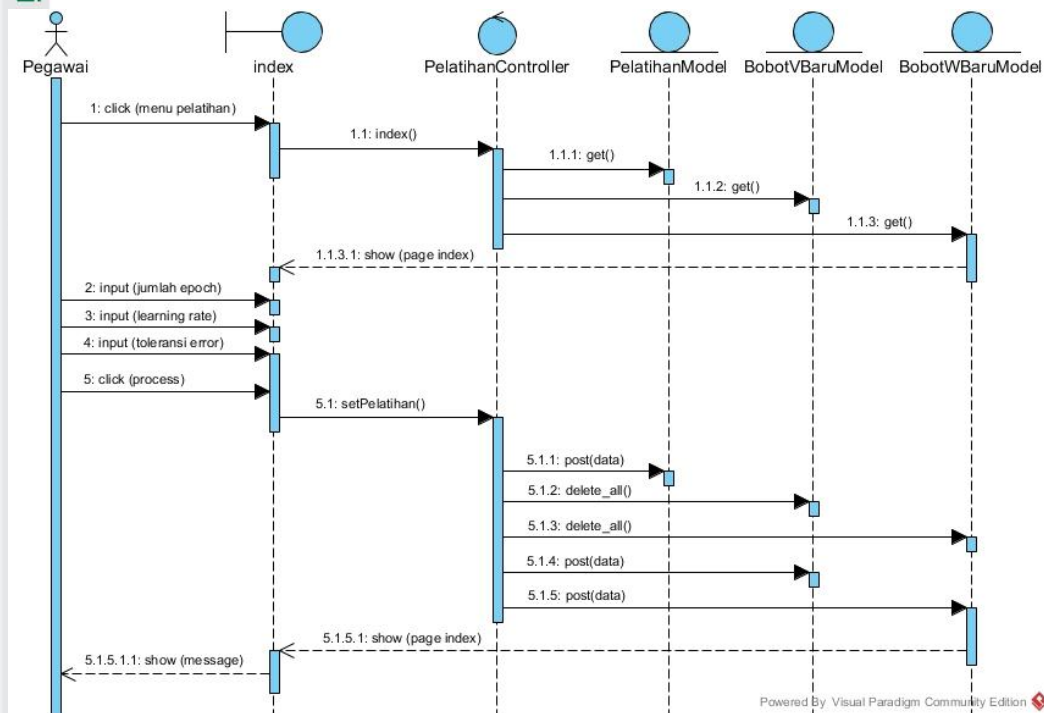 Pegawai
index
PelatihanController
PelatihanModel
BobotVBaruModel
BobotWBaruModel
1: click (menu pelatihan)
1.1: index()
1.1.1: get()
1.1.2: get()
1.1.3: get()
1.1.3.1: show (page index)
2: input (jumlah epoch)
3: input (learning rate)
4: input (toleransi error)
5: click (process)
5.1: setPelatihan()
5.1.1: post(data)
5.1.2: delete_all()
5.1.3: delete_all()
5.1.4: post(data)
5.1.5: post(data)
5.1.5.1: show (page index)
5.1.5.1.1: show (message)
Powered By Visual Paradigm Community Edition